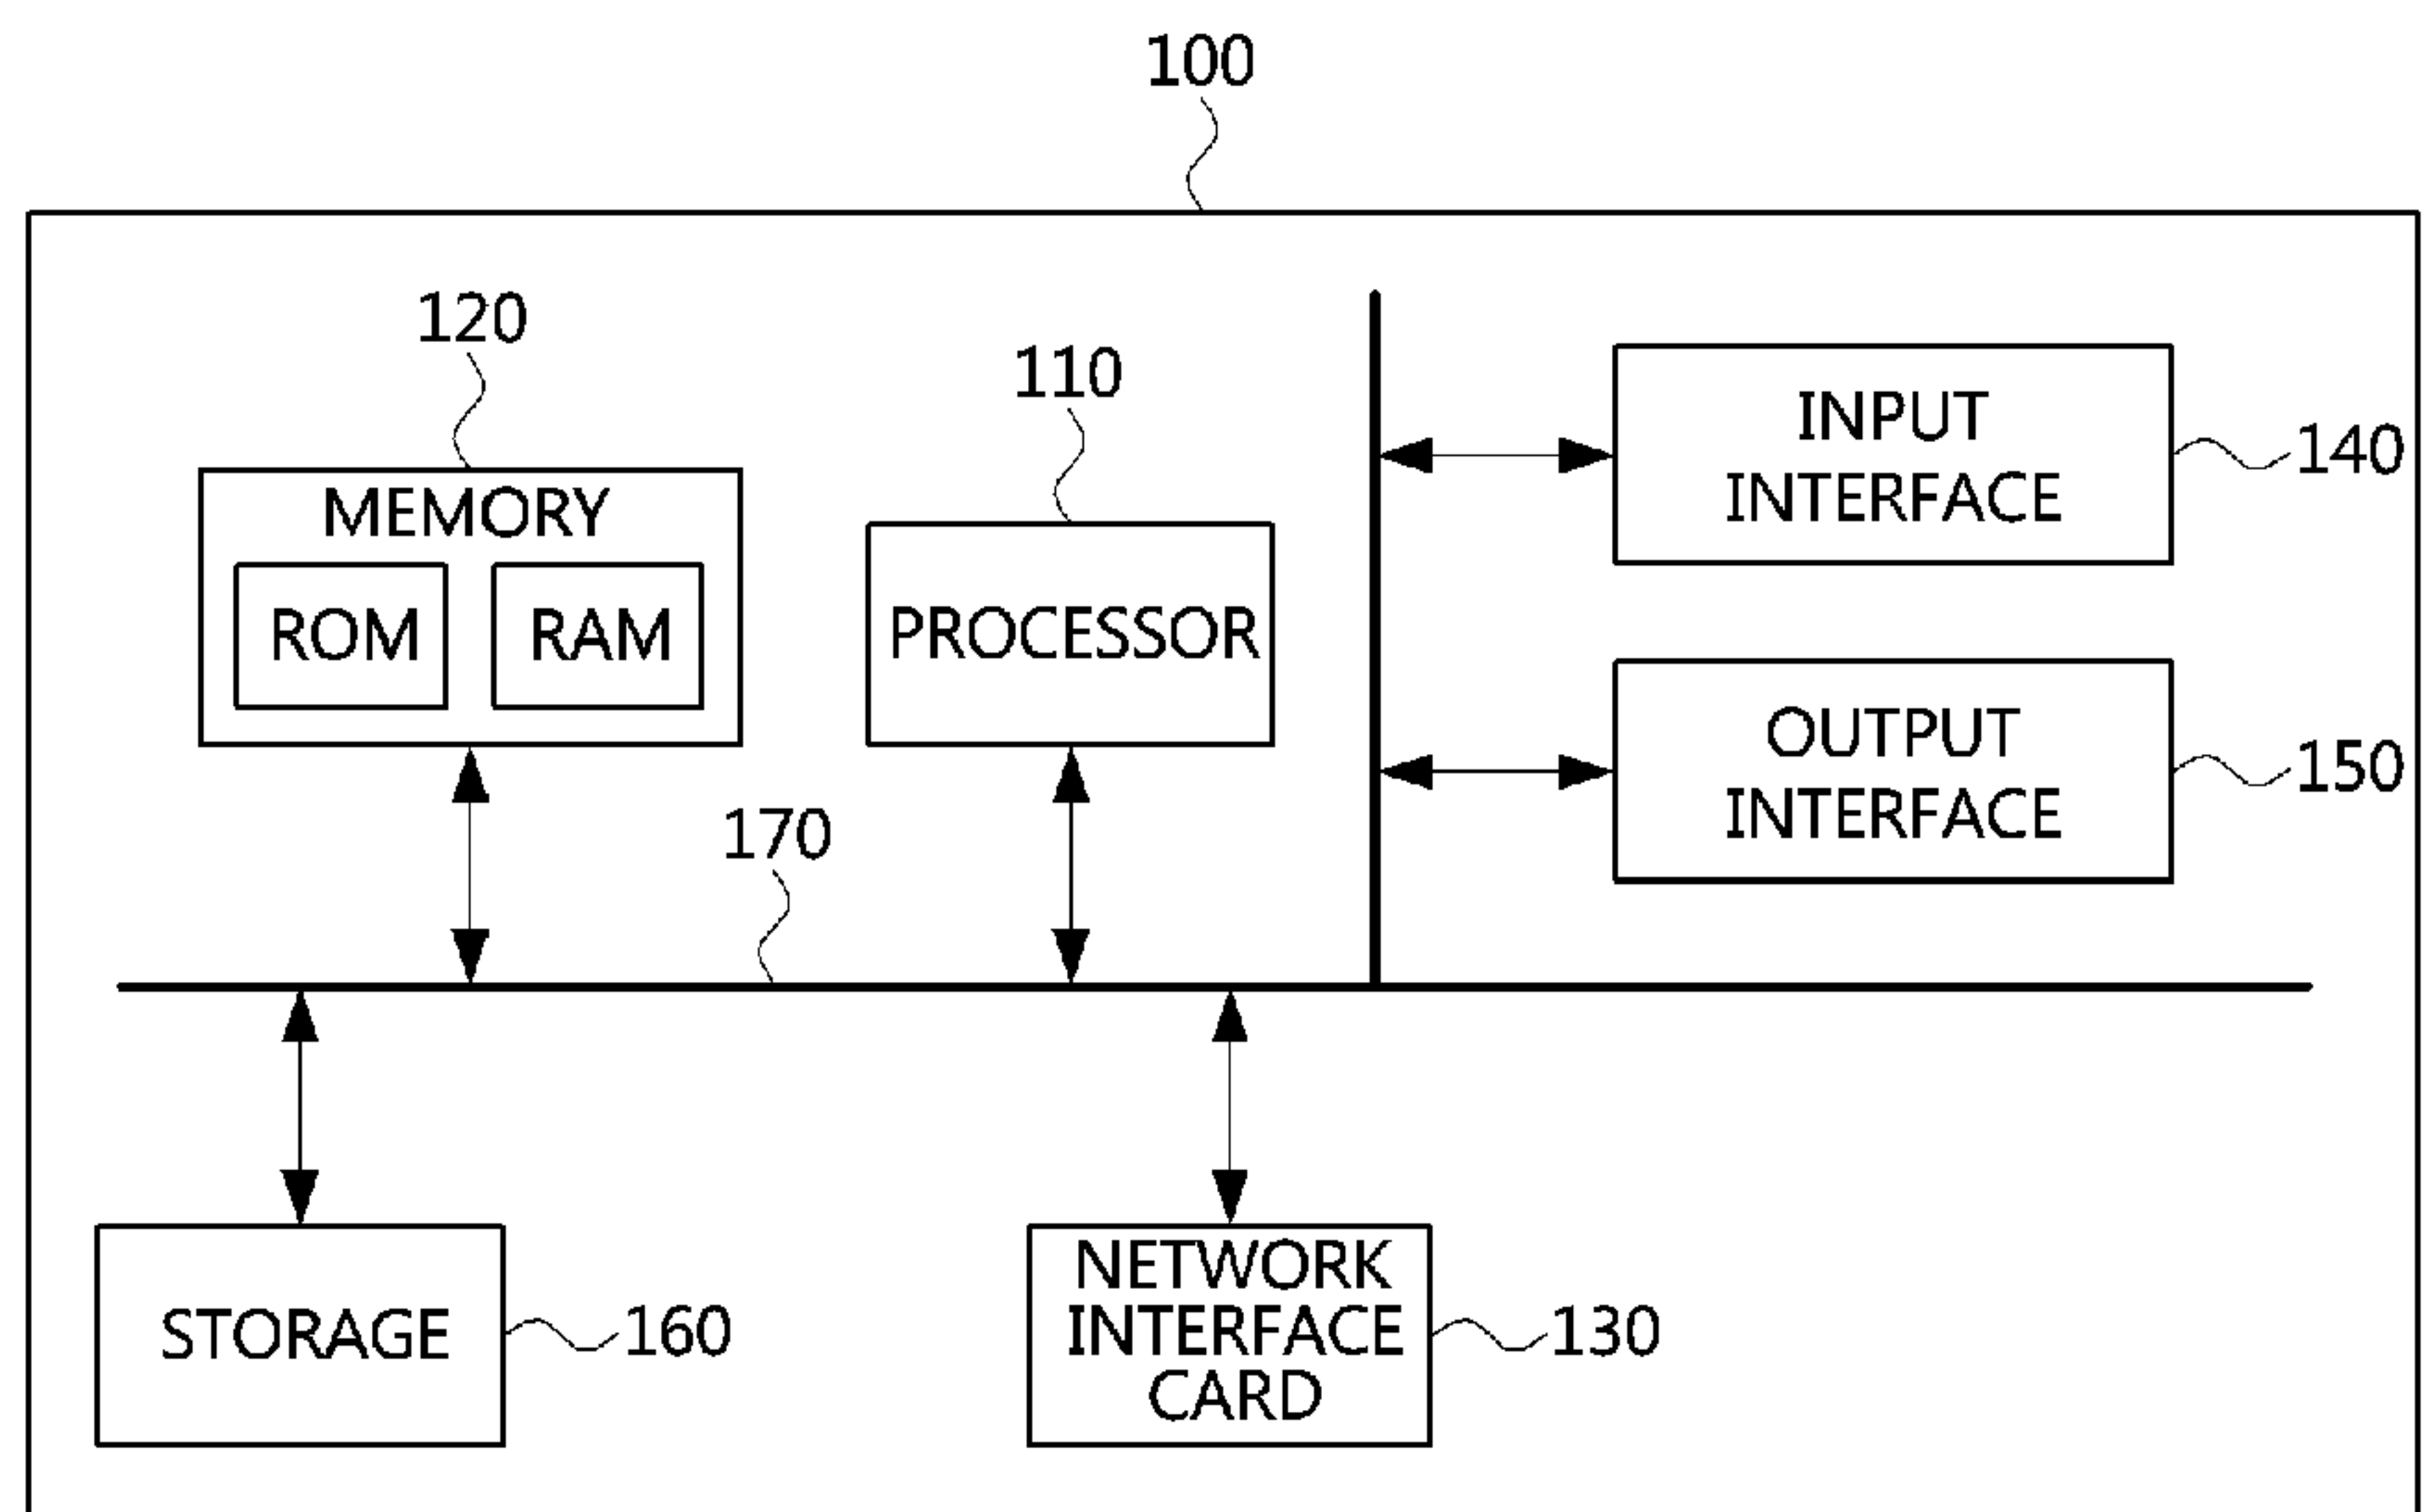 100
120
110
MEMORY
ROM
RAM
PROCESSOR
INPUT
INTERFACE
140
OUTPUT
INTERFACE
150
170
STORAGE
160
NETWORK
INTERFACE
CARD
130